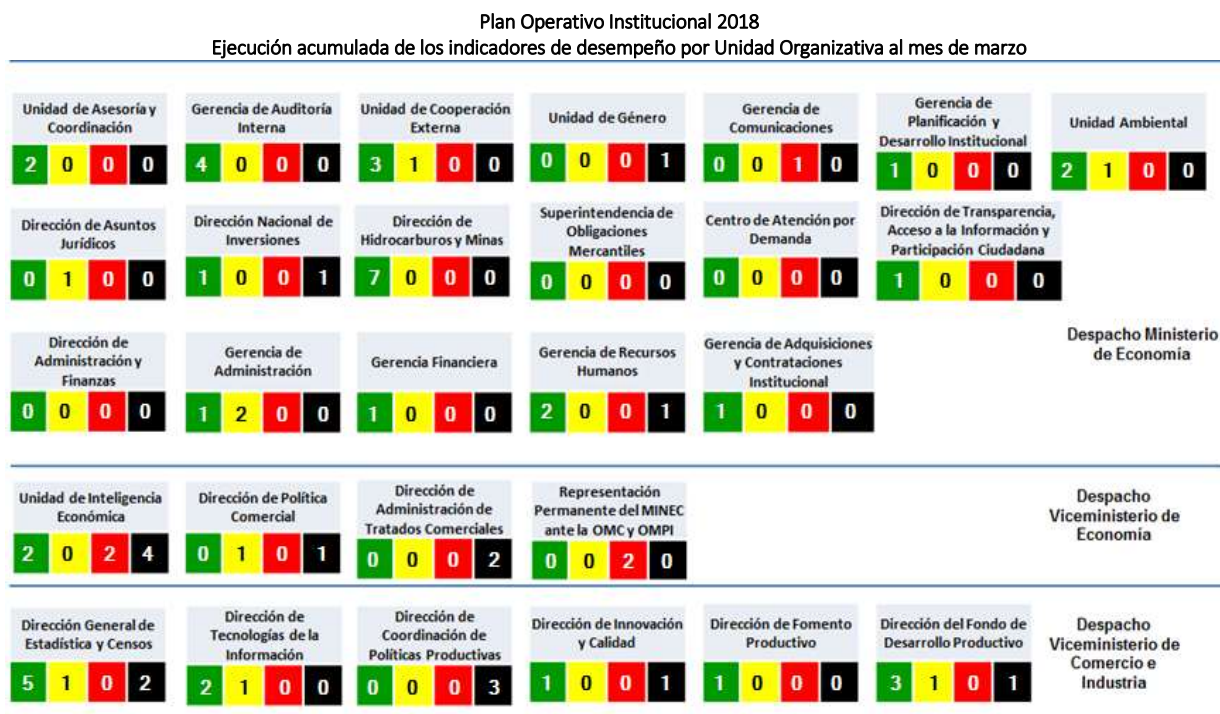 Plan Operativo Institucional 2018
Ejecución acumulada de los indicadores de desempeño por Unidad Organizativa al mes de marzo
Unidad de Asesoría y
Coordinación
2 0 0 0
Gerencia de Auditoría
Interna
4 0 0 0
Unidad de Cooperación
Externa
3 1 0 0
Unidad de Género
0 0 0 1
Gerencia de
Comunicaciones
0 0 1 0
Gerencia de
Planificación y
Desarrollo Institucional
1 0 0 0
Unidad Ambiental
2 1 0 0
Dirección de Asuntos
Jurídicos
0 1 0 0
Dirección Nacional de
Inversiones
1 0 0 1
Dirección de
Hidrocarburos y Minas
7 0 0 0
Superintendencia de
Obligaciones
Mercantiles
0 0 0 0
Centro de Atención por
Demanda
0 0 0 0
Dirección de Transparencia,
Acceso a la Información y
Participación Ciudadana
1 0 0 0
Dirección de
Administración y
Finanzas
0 0 0 0
Gerencia de
Administración
1 2 0 0
Gerencia Financiera
1 0 0 0
Gerencia de Recursos
Humanos
2 0 0 1
Gerencia de Adquisiciones
y Contrataciones
Institucional
1 0 0 0
Despacho Ministerio
de Economía
Unidad de Inteligencia
Económica
2 0 2 4
Dirección de Política
Comercial
0 1 0 1
Dirección de
Administración de
Tratados Comerciales
0 0 0 2
Representación
Permanente del MINEC
ante la OMC y OMPI
0 0 2 0
Despacho
Viceministerio de
Economía
Dirección General de
Estadística y Censos
5 1 0 2
Dirección de
Tecnologías de la
Información
2 1 0 0
Dirección de
Coordinación de
Políticas Productivas
0 0 0 3
Dirección de Innovación
y Calidad
1 0 0 1
Dirección de Fomento
Productivo
1 0 0 0
Dirección del Fondo de
Desarrollo Productivo
3 1 0 1
Despacho
Viceministerio de
Comercio e
Industria